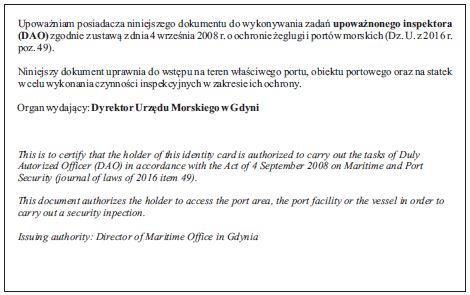 Upoważniam posiadacza niniejszego dokumentu do wykonywania zadań upoważnonego inspektora
(DAO) zgodnie z ustawą z dnia 4 września 2008 r. o ochronie żeglugi i portów morskich (Dz. U. z 2016 r.
poz. 49).
Niniejszy dokument uprawnia do wstępu na teren właściwego portu, obiektu portowego oraz na statek
w celu wykonania czynności inspekcyjnych w zakresie ich ochrony.
Organ wydający: Dyrektor Urzędu Morskiego w Gdyni
This is to certify that the holder of this identity card is authorized to carry out the tasks of Duly
Autorized Officer (DAO) in accordance with the Act of 4 September 2008 on Maritime and Port
Security (journal of laws of 2016 item 49).
This document authorizes the holder to access the port area, the port facility or the vessel in order to
carry out a security inpection.
Issuing authority: Director of Maritime Office in Gdynia